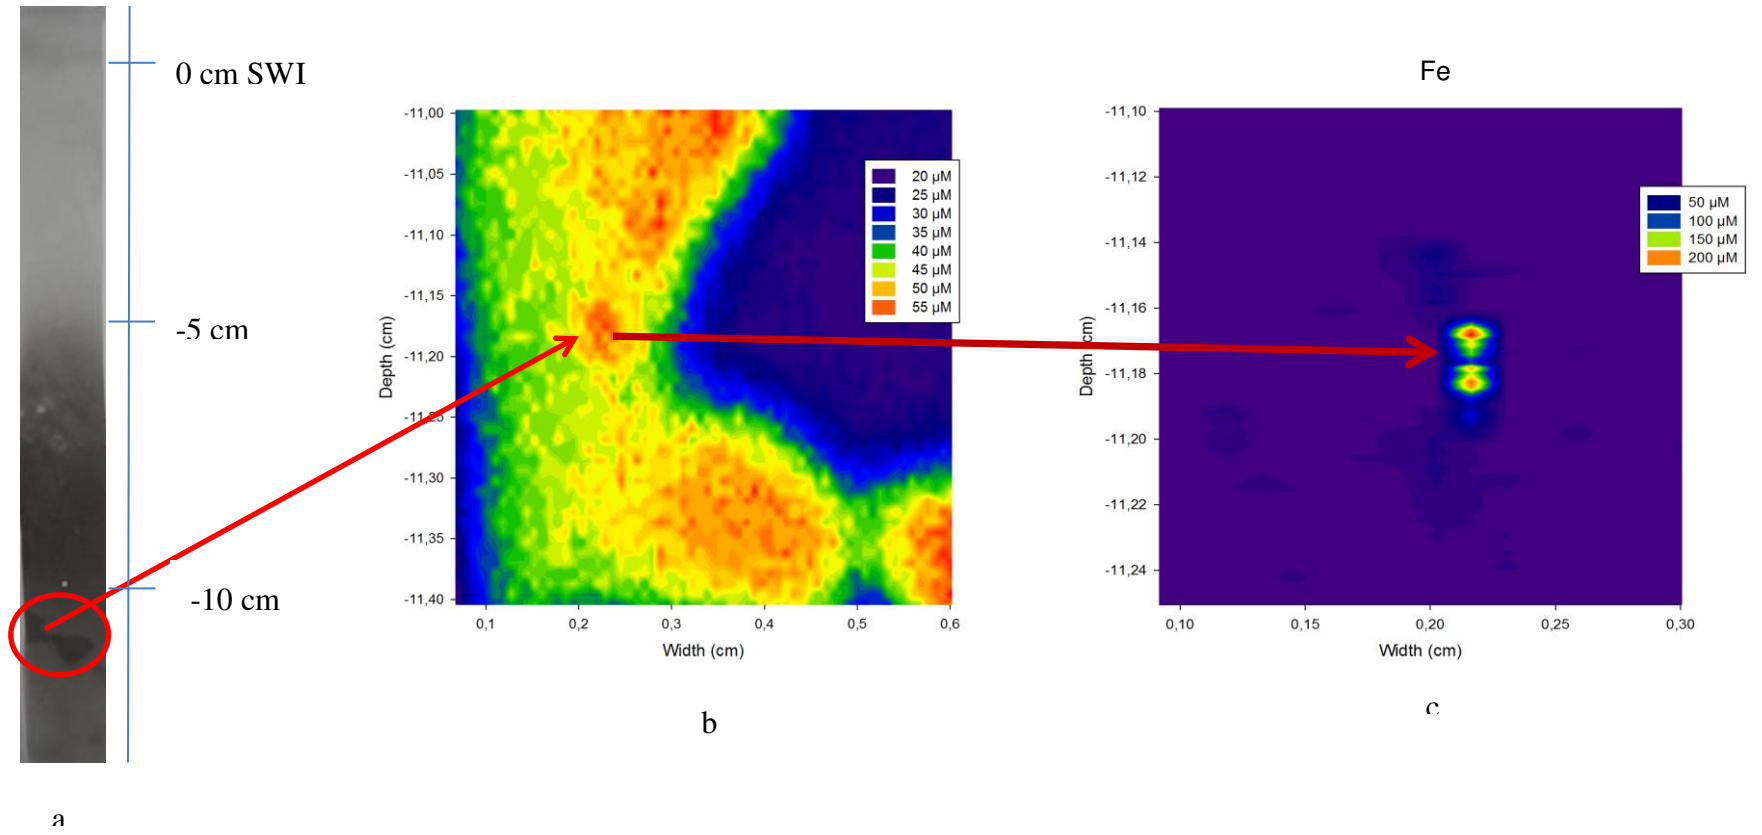 0 cm SWI
-5 cm
-10 cm
a
-11,00
-11,05
-11,10
-11,15
-11,20
-11,25
-11,30
-11,35
-11,40
Depth (cm)
0,1
0,2
0,3
0,4
0,5
0,6
Width (cm)
20 µM
25 µM
30 µM
35 µM
40 µM
45 µM
50 µM
55 µM
b
Fe
-11,10
-11,12
-11,14
-11,16
-11,18
-11,20
-11,22
-11,24
Depth (cm)
0,10
0,15
0,20
0,25
0,30
Width (cm)
50 µM
100 µM
150 µM
200 µM
c